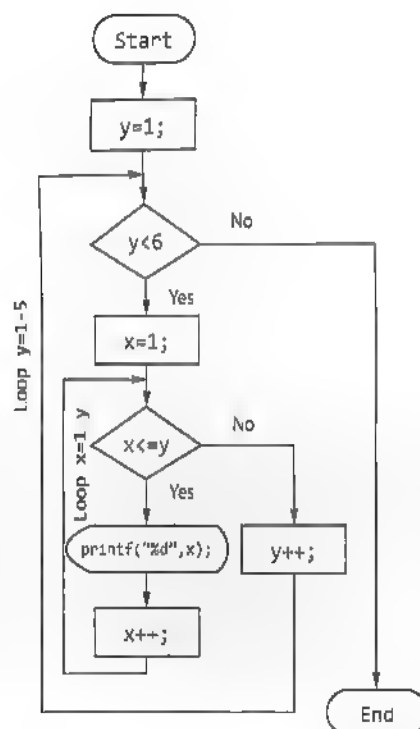 Start
y=1;
y<6
No
Yes
Loop y=1-5
x=1;
Loop x=1 y
x<=y
No
Yes
printf("%d",x);
y++;
x++;
End